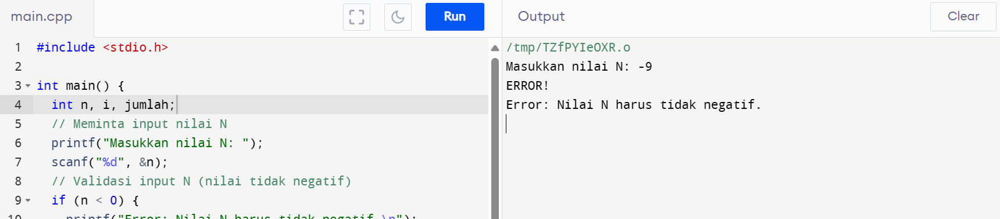 main.cpp
Run
Output
Clear
1 #include <stdio.h>
2
3 int main() {
4 int n, i, jumlah;
5 // Meminta input nilai N
6 printf("Masukkan nilai N: ");
7 scanf("%d", &n);
8 // Validasi input N (nilai tidak negatif)
9 if (n < 0) {
10 printf("Error: Nilai N harus tidak negatif.\n");
/tmp/TZfPYIeOXR.o
Masukkan nilai N: -9
ERROR!
Error: Nilai N harus tidak negatif.